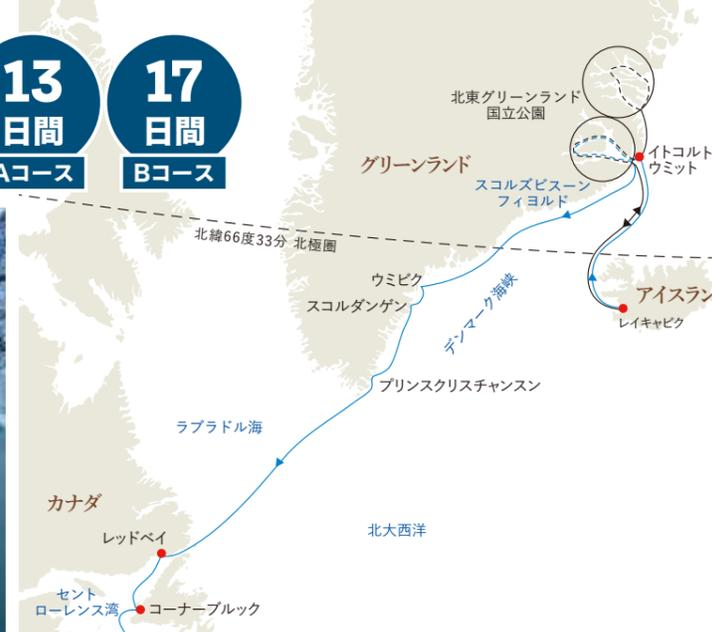 13
日間
Aコース
17
日間
Bコース
北東グリーンランド
国立公園
グリーンランド
イトコルト
ウミット
スコルズビスーン
フィヨルド
北緯66度33分 北極圏
ウミビク
スコルダンゲン
デンマーク海峡
アイスラン
レイキャビク
プリンスクリスチャンスン
ラブラドル海
カナダ
北大西洋
レッドベイ
セント
ローレンス湾
コーナーブルック